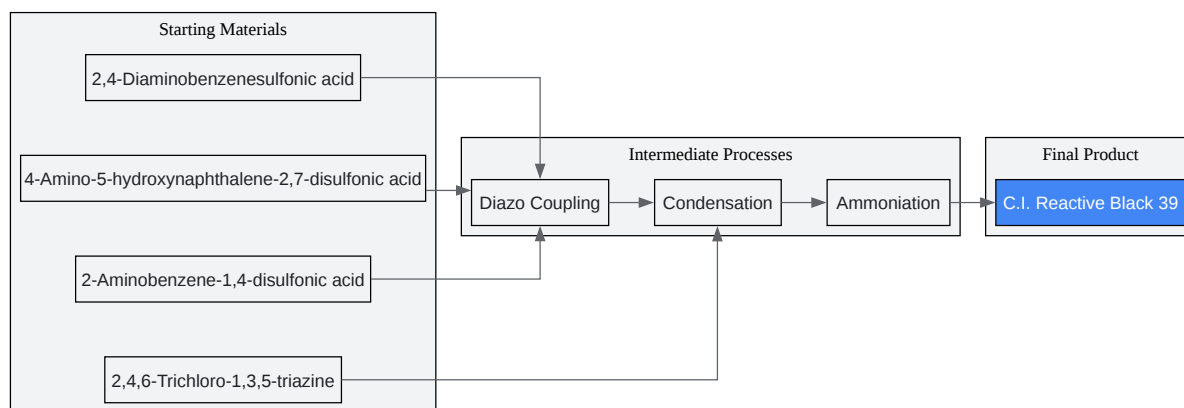 Starting Materials
2,4-Diaminobenzenesulfonic acid
4-Amino-5-hydroxynaphthalene-2,7-disulfonic acid
2-Aminobenzene-1,4-disulfonic acid
2,4,6-Trichloro-1,3,5-triazine
Intermediate Processes
Diazo Coupling
Condensation
Ammoniation
Final Product
C.I. Reactive Black 39